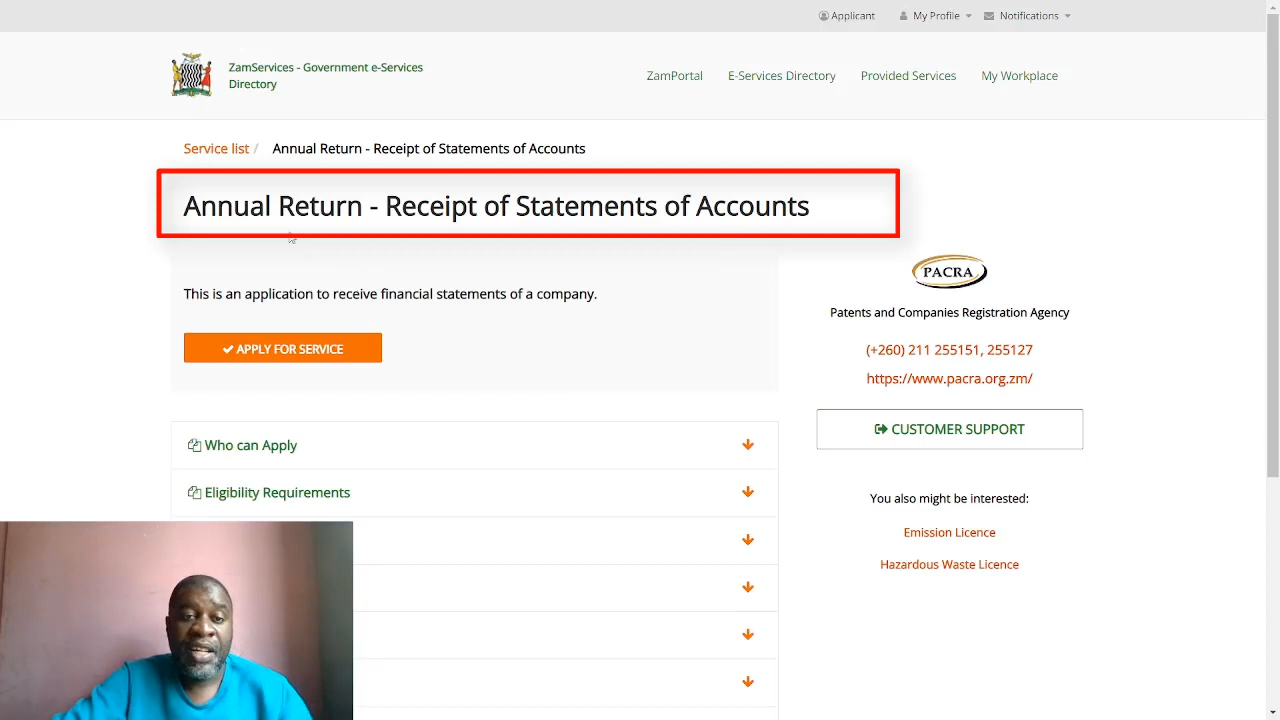 Applicant
My Profile
Notifications
ZamServices - Government e-Services
Directory
ZamPortal
E-Services Directory
Provided Services
My Workplace
Service list / Annual Return - Receipt of Statements of Accounts
Annual Return - Receipt of Statements of Accounts
This is an application to receive financial statements of a company.
APPLY FOR SERVICE
Who can Apply
Eligibility Requirements
PACRA
Patents and Companies Registration Agency
(+260) 211 255151, 255127
https://www.pacra.org.zm/
CUSTOMER SUPPORT
You also might be interested:
Emission Licence
Hazardous Waste Licence